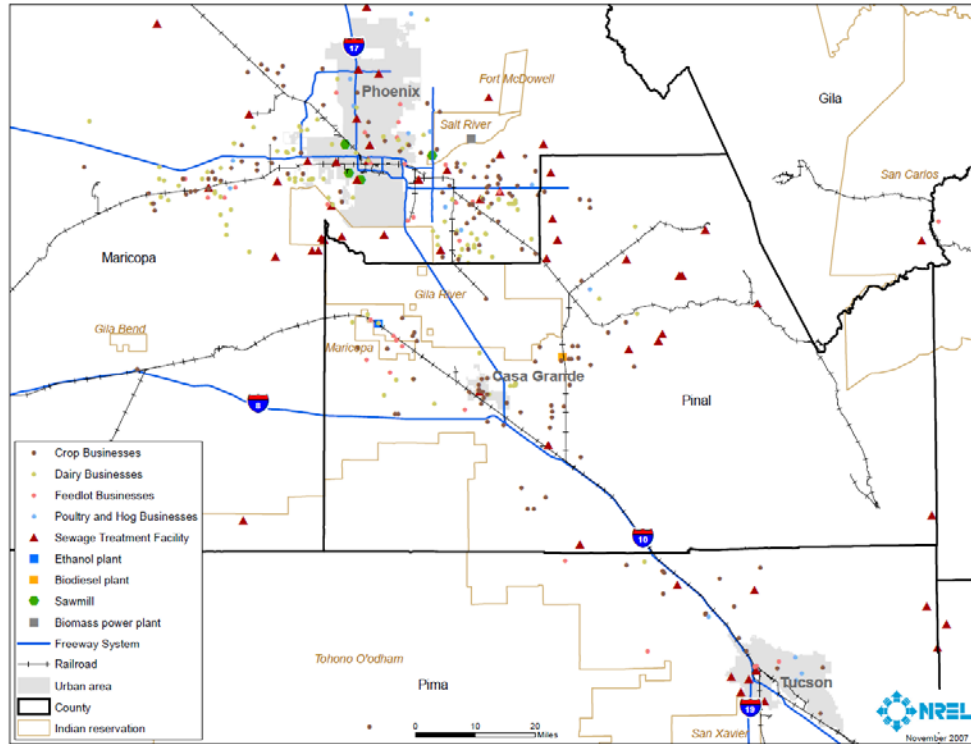 17
Fort McDowell
Phoenix
Gila
Salt River
San Carlos
Maricopa
Gila River
Gila Bend
Maricopa
Casa Grande
Pinal
8
Crop Businesses
Dairy Businesses
Feedlot Businesses
Poultry and Hog Businesses
Sewage Treatment Facility
Ethanol plant
Biodiesel plant
Sawmill
Biomass power plant
Freeway System
Railroad
Urban area
County
Indian reservation
10
Tohono O'odham
Pima
Tucson
19
San Xavier
0 5 10 20
Miles
NREL
November 2007